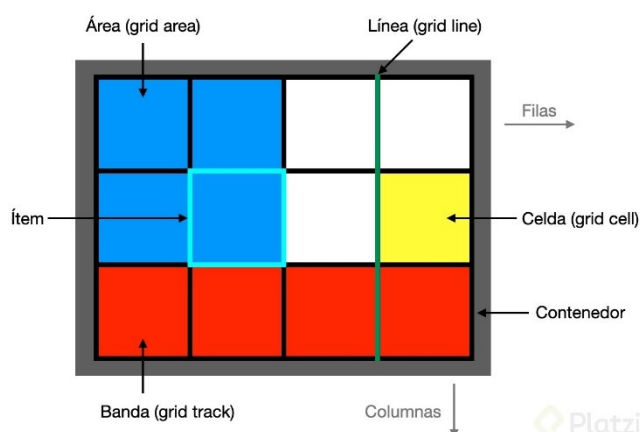 Área (grid area)
Línea (grid line)
Filas
Ítem
Celda (grid cell)
Contenedor
Banda (grid track)
Columnas
Platzi